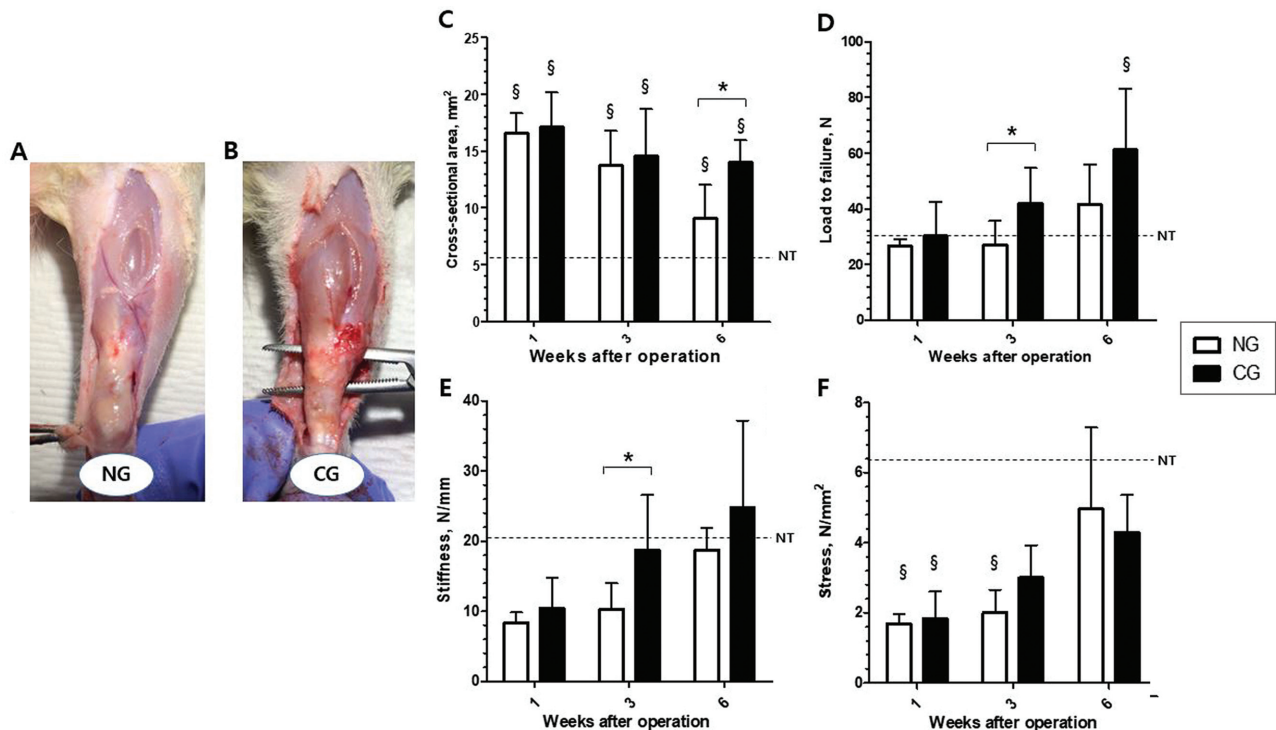 A
NG
B
CG
C
Cross-sectional area, mm²
25
20
15
10
5
0
§
§
§
§
*
§
§
NT
1
3
6
Weeks after operation
D
Load to failure, N
100
80
60
40
20
0
*
§
NT
1
3
6
Weeks after operation
NG
CG
E
Stiffness, N/mm
40
30
20
10
0
*
NT
1
3
6
Weeks after operation
F
Stress, N/mm²
8
6
4
2
0
§
§
§
NT
1
3
6
Weeks after operation